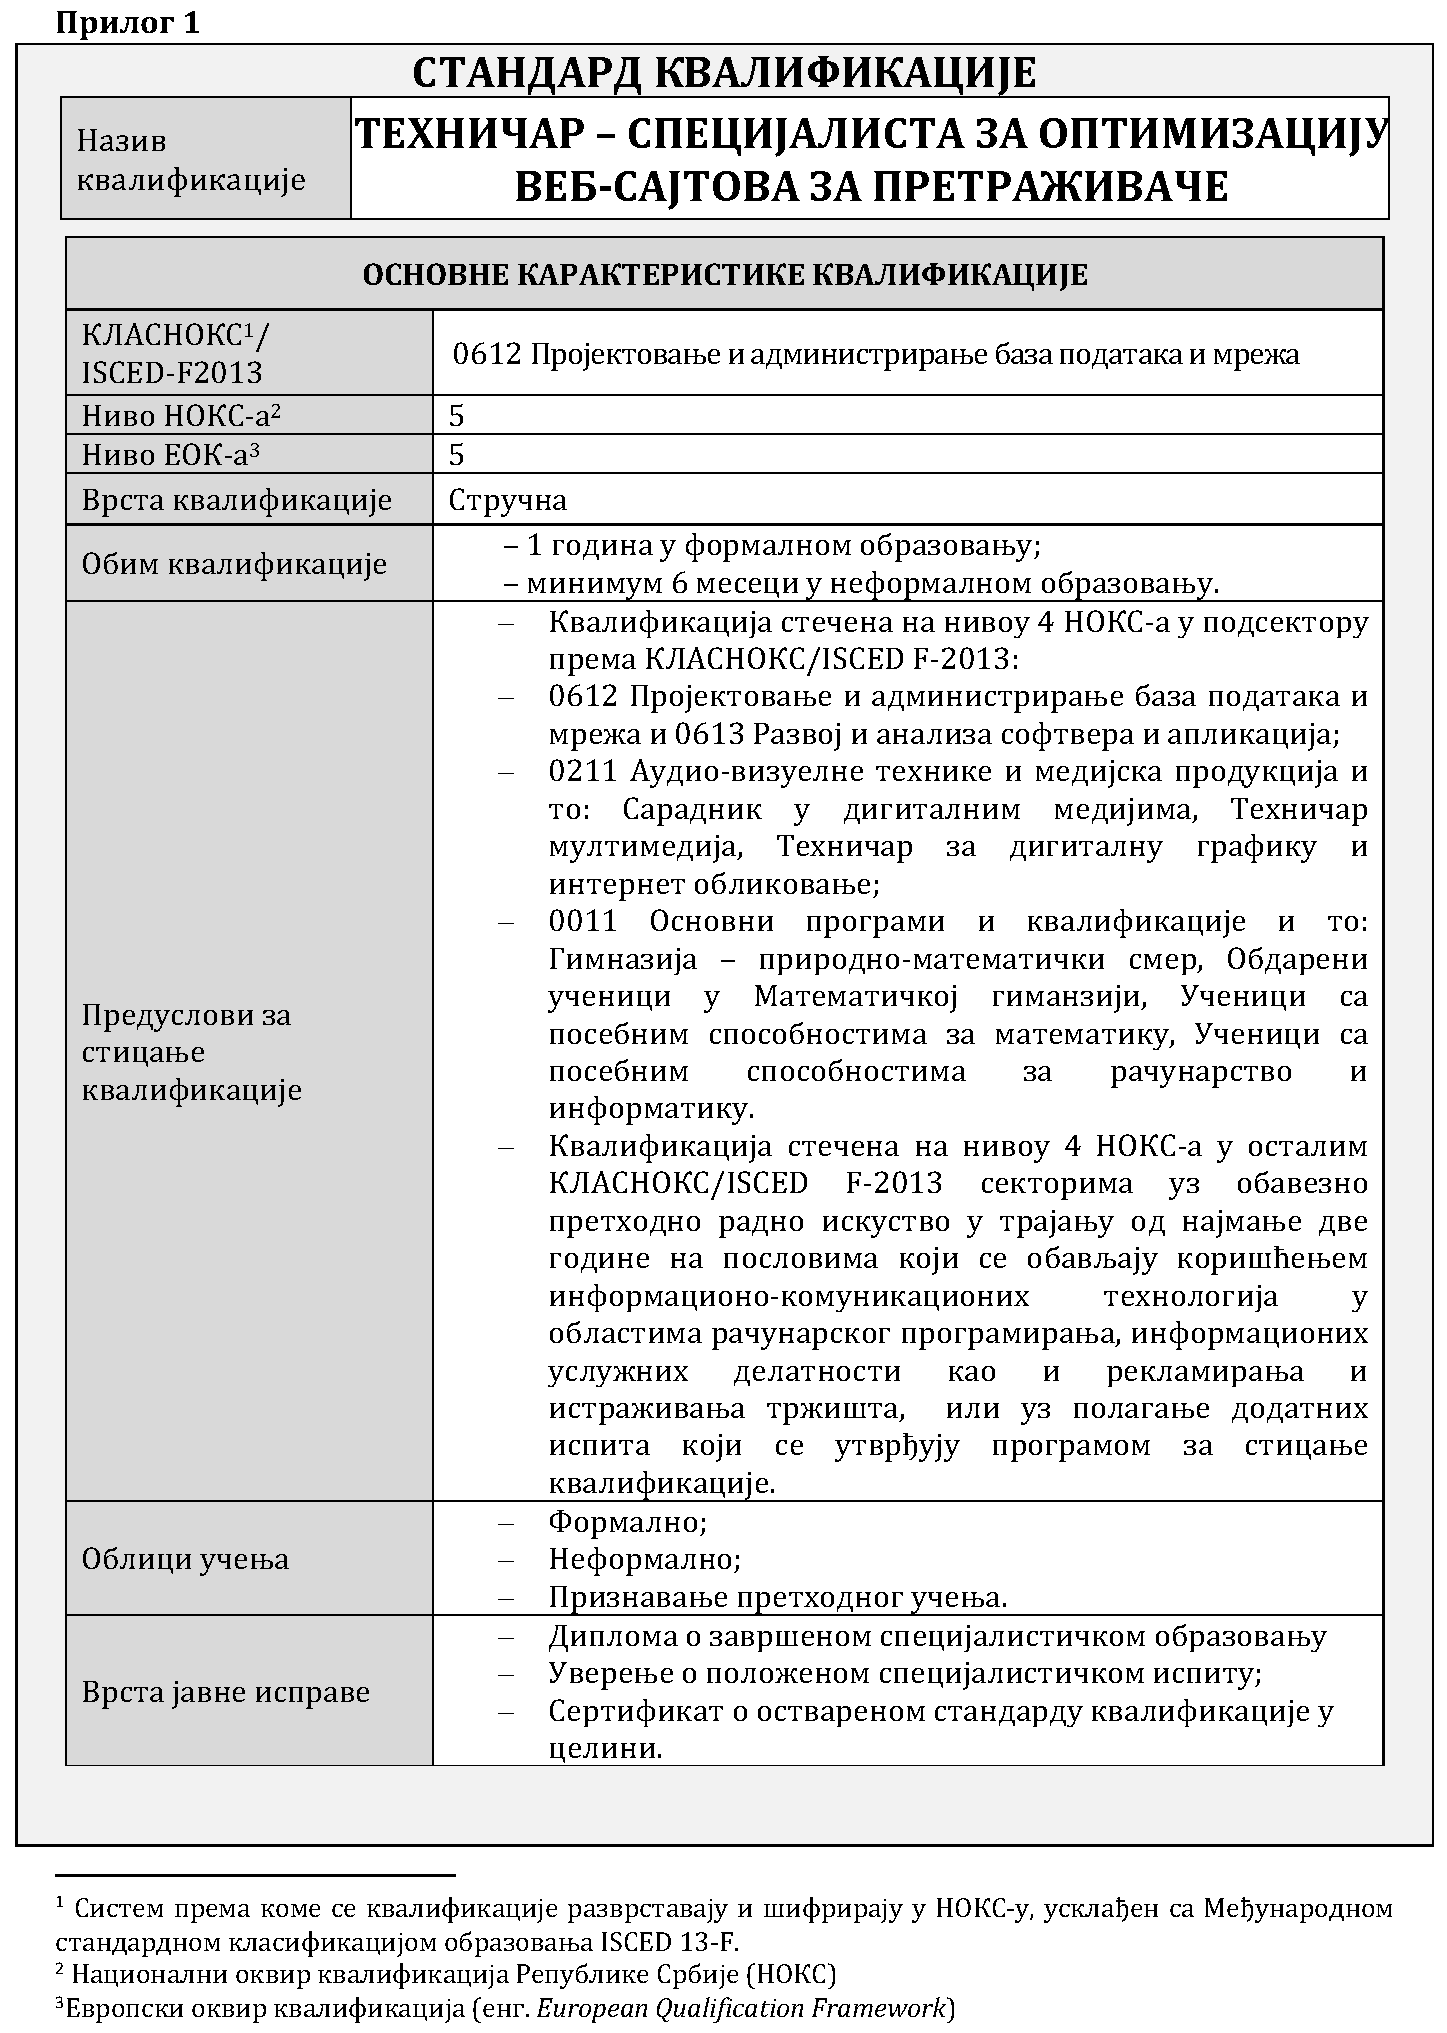 Прилог 1
СТАНДАРД КВАЛИФИКАЦИЈЕ
Назив
квалификације
ТЕХНИЧАР – СПЕЦИЈАЛИСТА ЗА ОПТИМИЗАЦИЈУ
ВЕБ-САЈТОВА ЗА ПРЕТРАЖИВАЧЕ
ОСНОВНЕ КАРАКТЕРИСТИКЕ КВАЛИФИКАЦИЈЕ
КЛАСНОКС¹/
ISCED-F2013
0612 Пројектовање и администрирање база података и мрежа
Ниво НОКС-а²
5
Ниво ЕОК-а³
5
Врста квалификације
Стручна
Обим квалификације
– 1 година у формалном образовању;
– минимум 6 месеци у неформалном образовању.
Предуслови за
стицање
квалификације
– Квалификација стечена на нивоу 4 НОКС-а у подсектору
према КЛАСНОКС/ISCED F-2013:
– 0612 Пројектовање и администрирање база података и
мрежа и 0613 Развој и анализа софтвера и апликација;
– 0211 Аудио-визуелне технике и медијска продукција и
то: Сарадник у дигиталним медијима, Техничар
мултимедија, Техничар за дигиталну графику и
интернет обликовање;
– 0011 Основни програми и квалификације и то:
Гимназија – природно-математички смер, Обдарени
ученици у Математичкој гиманзији, Ученици са
посебним способностима за математику, Ученици са
посебним способностима за рачунарство и
информатику.
– Квалификација стечена на нивоу 4 НОКС-а у осталим
КЛАСНОКС/ISCED F-2013 секторима уз обавезно
претходно радно искуство у трајању од најмање две
године на пословима који се обављају коришћењем
информационо-комуникационих технологија у
областима рачунарског програмирања, информационих
услужних делатности као и рекламирања и
истраживања тржишта, или уз полагање додатних
испита који се утврђују програмом за стицање
квалификације.
Облици учења
– Формално;
– Неформално;
– Признавање претходног учења.
Врста јавне исправе
– Диплома о завршеном специјалистичком образовању
– Уверење о положеном специјалистичком испиту;
– Сертификат о оствареном стандарду квалификације у
целини.
¹ Систем према коме се квалификације разврставају и шифрирају у НОКС-у, усклађен са Међународном
стандардном класификацијом образовања ISCED 13-F.
² Национални оквир квалификација Републике Србије (НОКС)
³Европски оквир квалификација (енг. European Qualification Framework)